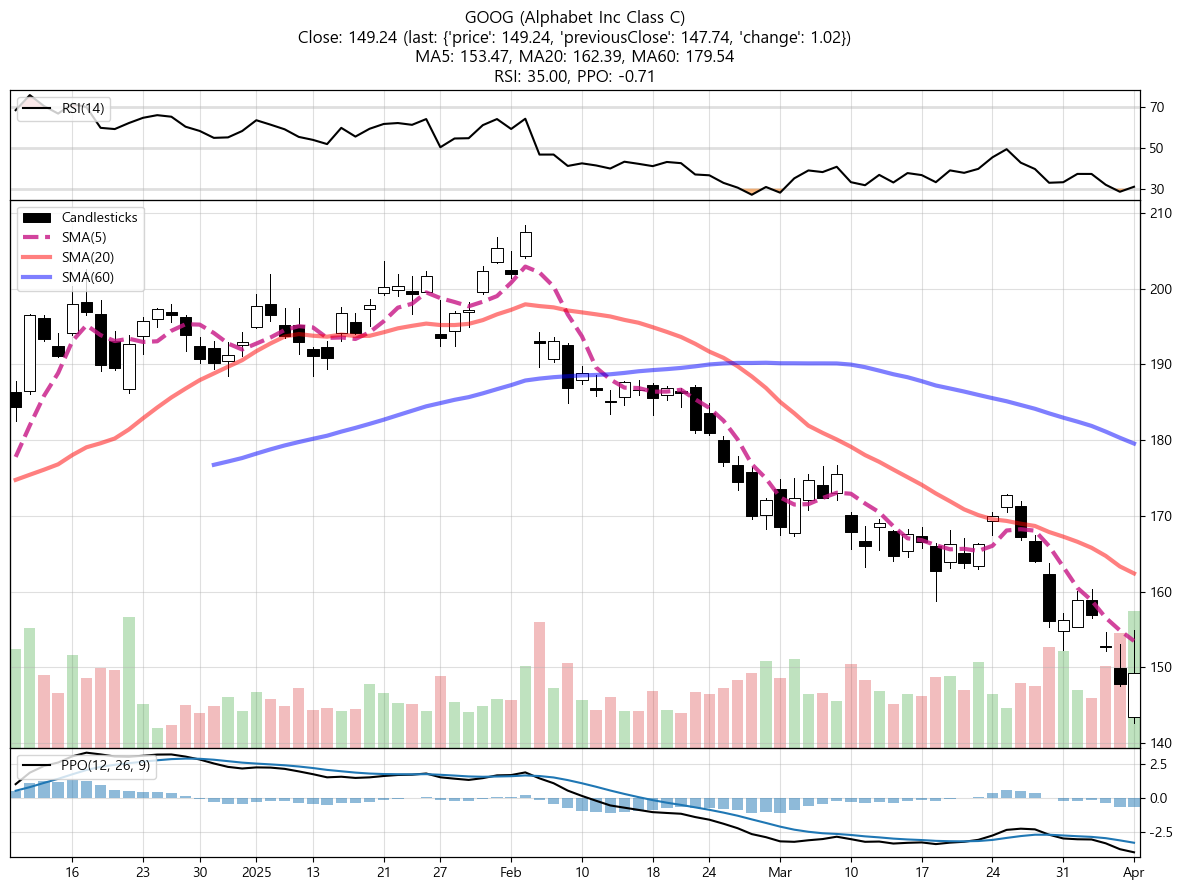 GOOG (Alphabet Inc Class C)
Close: 149.24 (last: {'price': 149.24, 'previousClose': 147.74, 'change': 1.02})
MA5: 153.47, MA20: 162.39, MA60: 179.54
RSI: 35.00, PPO: -0.71
RSI(14)
70
50
30
Candlesticks
SMA(5)
SMA(20)
SMA(60)
210
200
190
180
170
160
150
140
PPO(12, 26, 9)
2.5
0.0
−2.5
16 23 30 2025 13 21 27 Feb 10 18 24 Mar 10 17 24 31 Apr